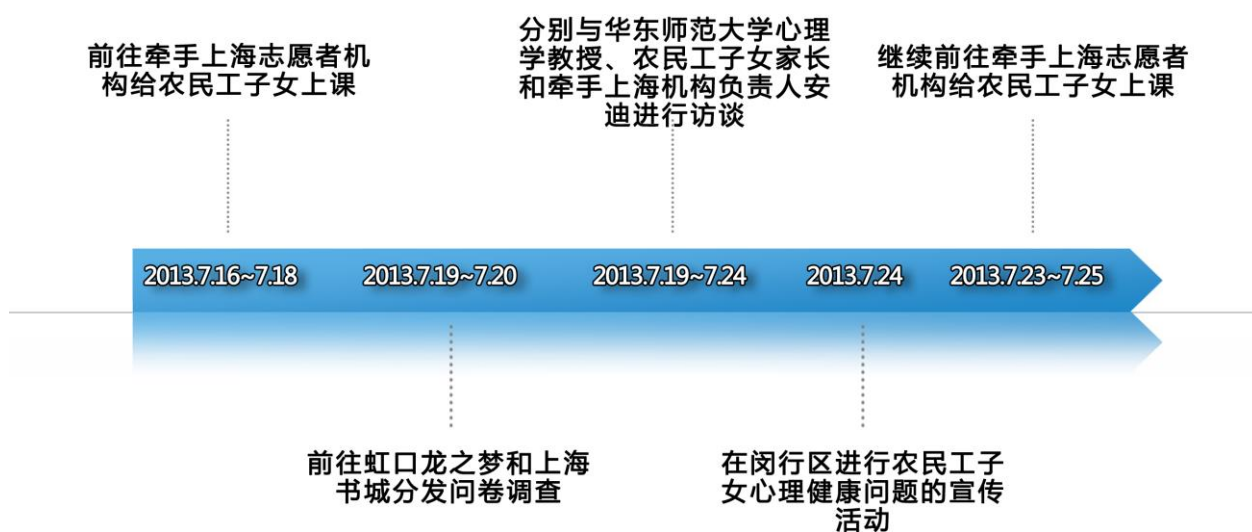 前往牵手上海志愿者机
构给农民工子女上课
分别与华东师范大学心理
学教授、农民工子女家长
和牵手上海机构负责人安
迪进行访谈
继续前往牵手上海志愿者
机构给农民工子女上课
2013.7.16~7.18
2013.7.19~7.20
2013.7.19~7.24
2013.7.24
2013.7.23~7.25
前往虹口龙之梦和上海
书城分发问卷调查
在闵行区进行农民工子
女心理健康问题的宣传
活动